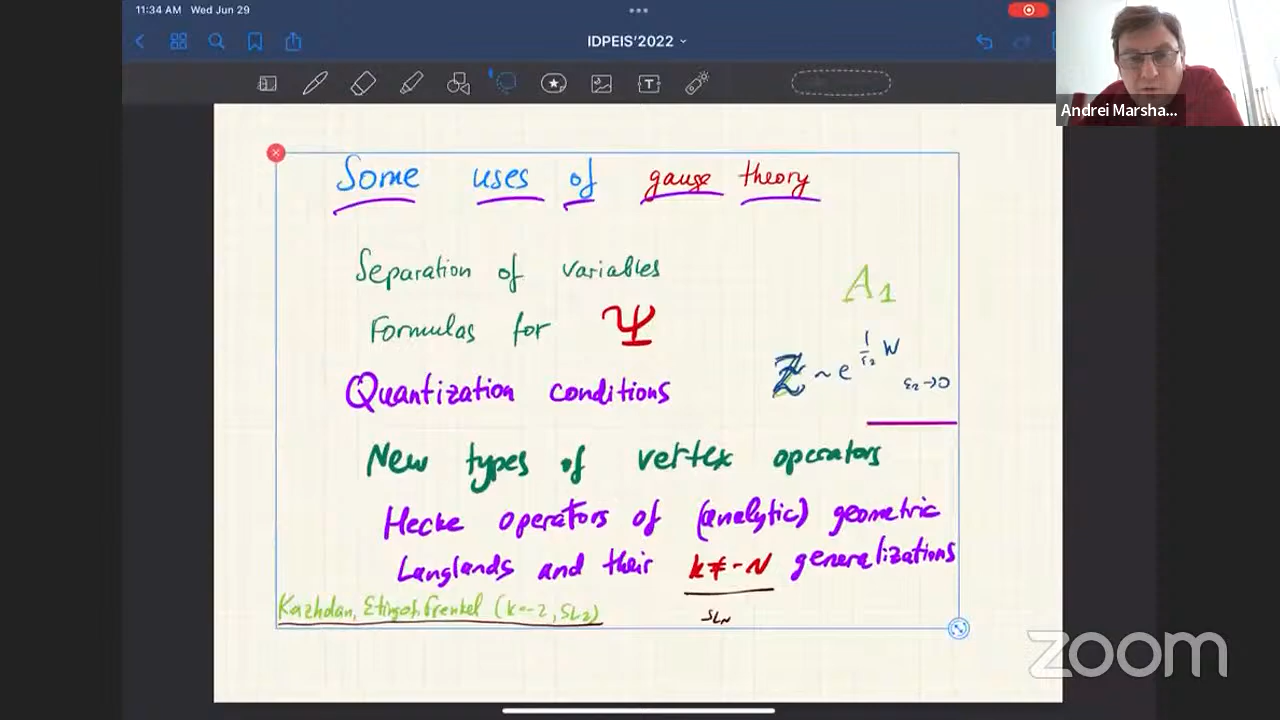 11:34 AM Wed Jun 29
IDPEIS'2022
T
Andrei Marsha...
Some uses of gauge theory
Separation of variables
Formulas for Ψ
A1
Z ~ e^{1/ε2 W} ε2→0
Quantization conditions
New types of vertex operators
Hecke operators of (analytic) geometric
Langlands and their k≠-N generalizations
Kazhdan, Etingof, Frenkel (k=-2, SL2)
SLN
zoom